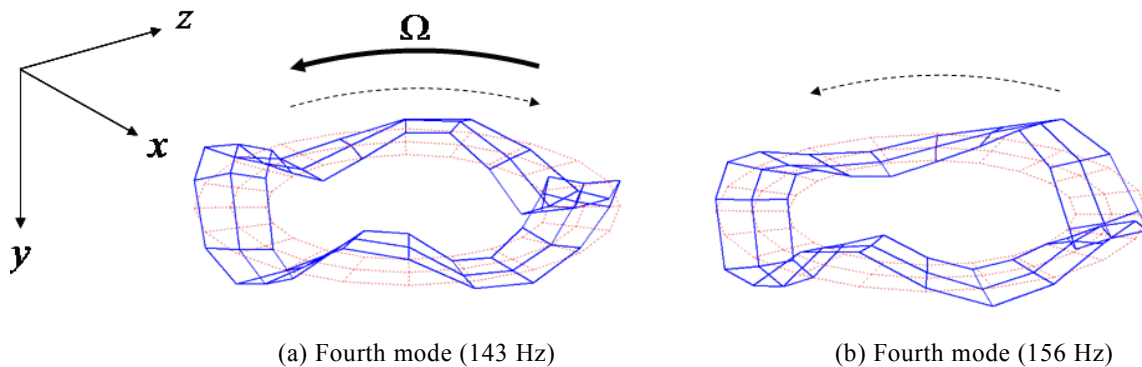 z
Ω
x
y
(a) Fourth mode (143 Hz)
(b) Fourth mode (156 Hz)